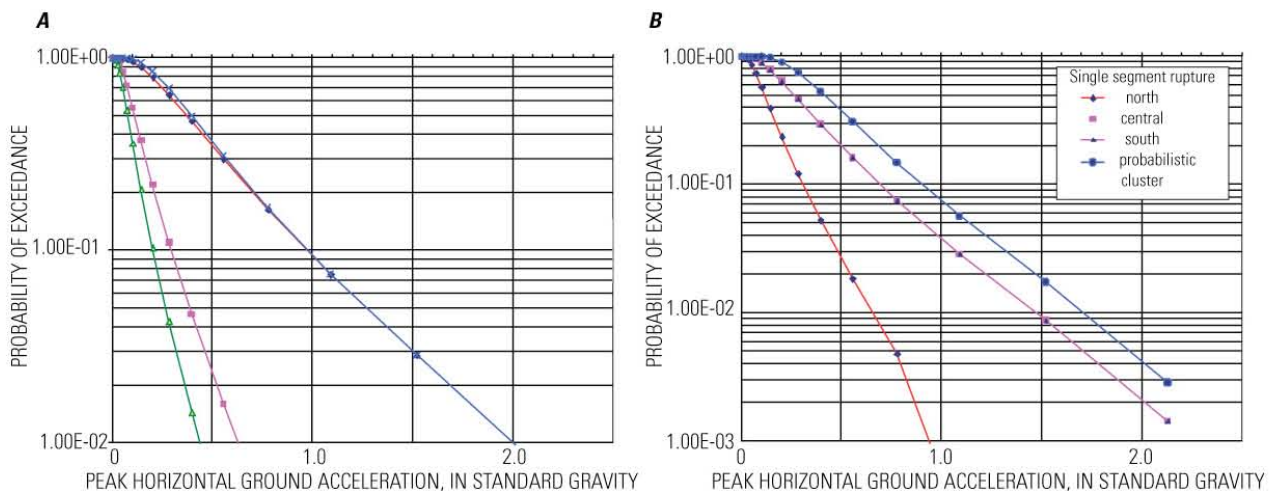 A
1.00E+00
1.00E-01
1.00E-02
PROBABILITY OF EXCEEDANCE
0
1.0
2.0
PEAK HORIZONTAL GROUND ACCELERATION, IN STANDARD GRAVITY
B
1.00E+00
1.00E-01
1.00E-02
1.00E-03
PROBABILITY OF EXCEEDANCE
Single segment rupture
north
central
south
probabilistic
cluster
0
1.0
2.0
PEAK HORIZONTAL GROUND ACCELERATION, IN STANDARD GRAVITY